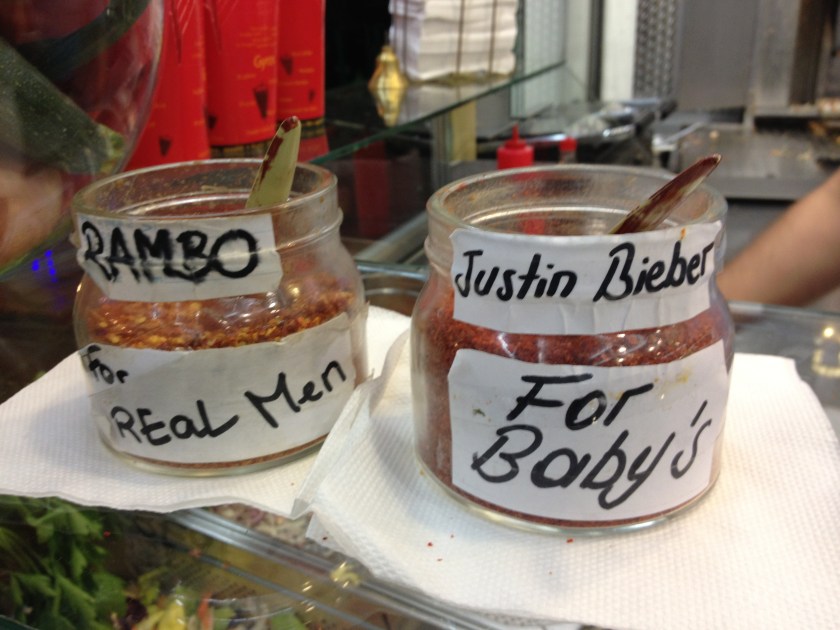 RAMBO
For
REal Men
Justin Bieber
For
Baby's